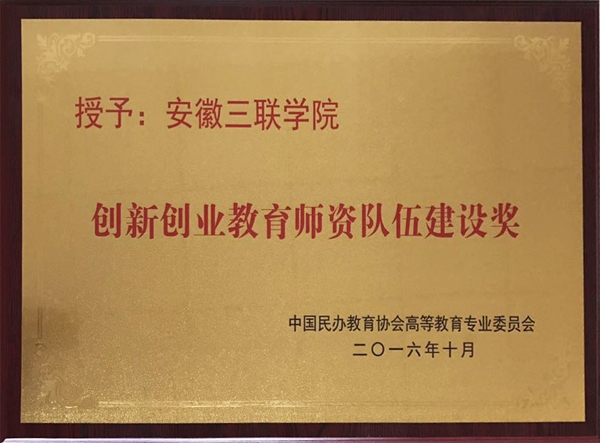 授予：安徽三联学院
创新创业教育师资队伍建设奖
中国民办教育协会高等教育专业委员会
二〇一六年十月